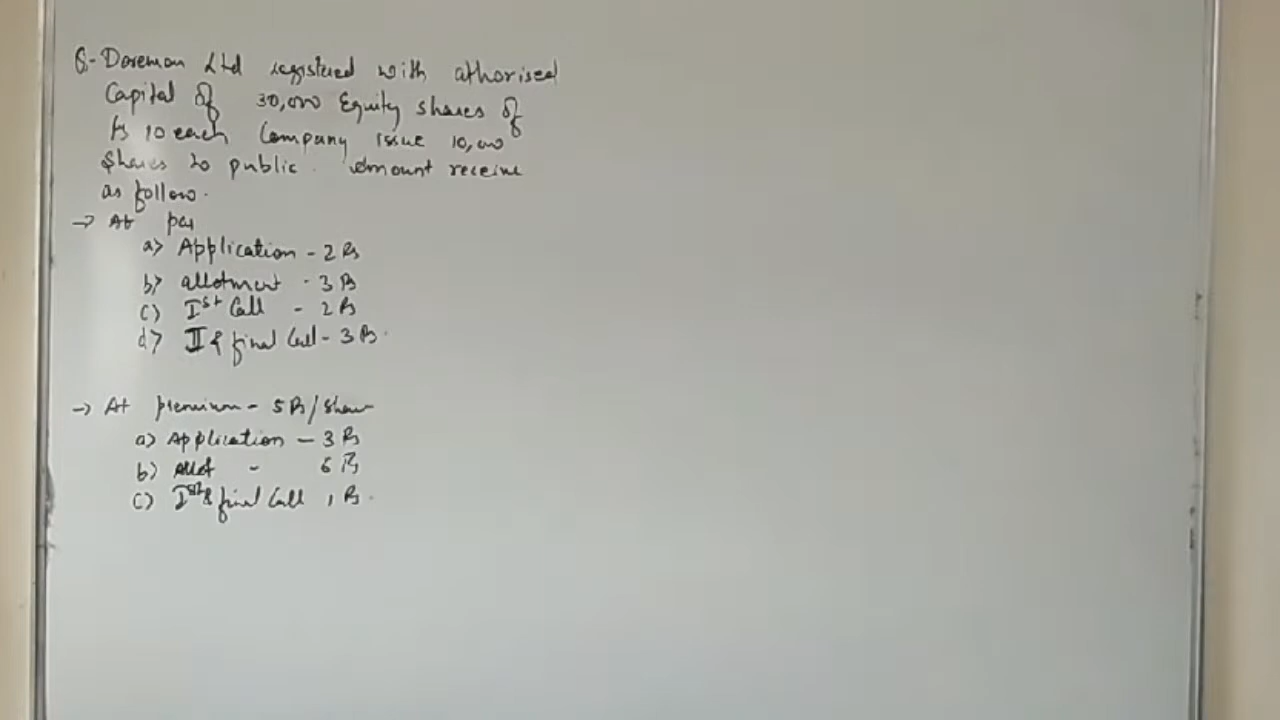 Q- Doremon Ltd registered with athorised
Capital of 30,000 Equity shares of
Rs 10 each Company issue 10,000
shares to public. Amount receive
as follow.
→ At par
a) Application - 2 Rs
b) allotment - 3 Rs
c) Ist Call - 2 Rs
d) II & final Call - 3 Rs.
→ At premium - 5 Rs/share
a) Application - 3 Rs
b) Allot - 6 Rs
c) Ist & final Call 1 Rs.